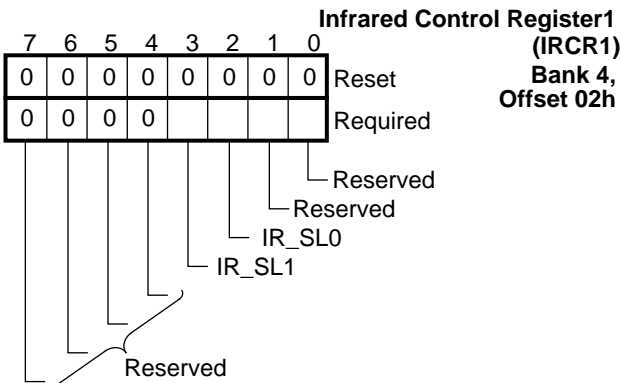 Infrared Control Register1
(IRCR1)
Bank 4,
Offset 02h
7 6 5 4 3 2 1 0
0 0 0 0 0 0 0 0 Reset
0 0 0 0 Required
Reserved
Reserved
IR_SL0
IR_SL1
Reserved